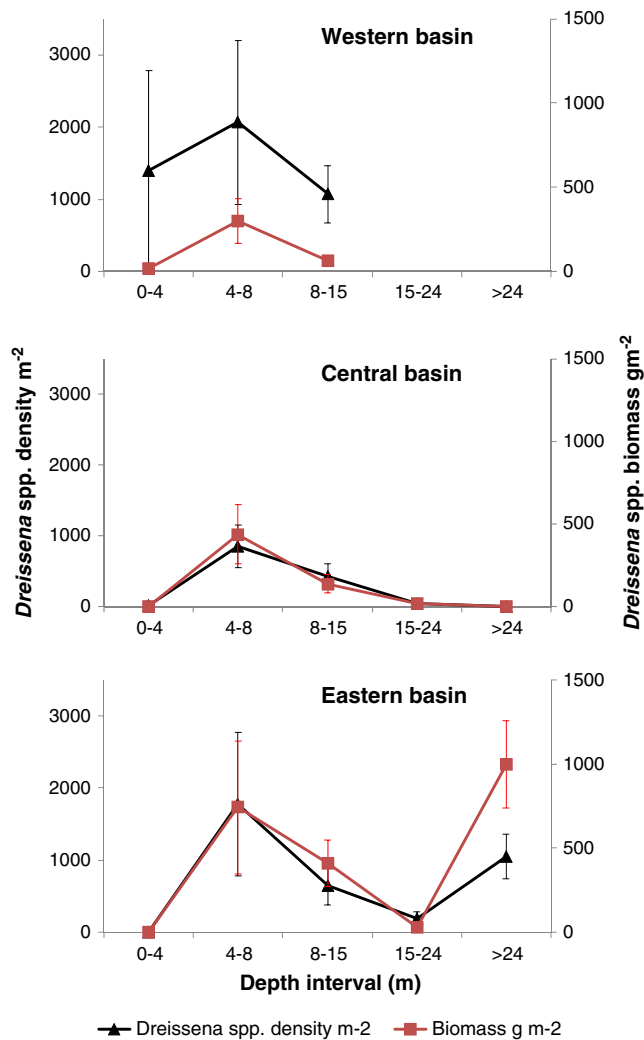 Western basin
3000
2000
1000
0
1500
1000
500
0
0-4 4-8 8-15 15-24 >24
Central basin
3000
2000
1000
0
1500
1000
500
0
0-4 4-8 8-15 15-24 >24
Eastern basin
3000
2000
1000
0
1500
1000
500
0
0-4 4-8 8-15 15-24 >24
Dreissena spp. density m⁻²
Dreissena spp. biomass gm⁻²
Depth interval (m)
Dreissena spp. density m-2 Biomass g m-2